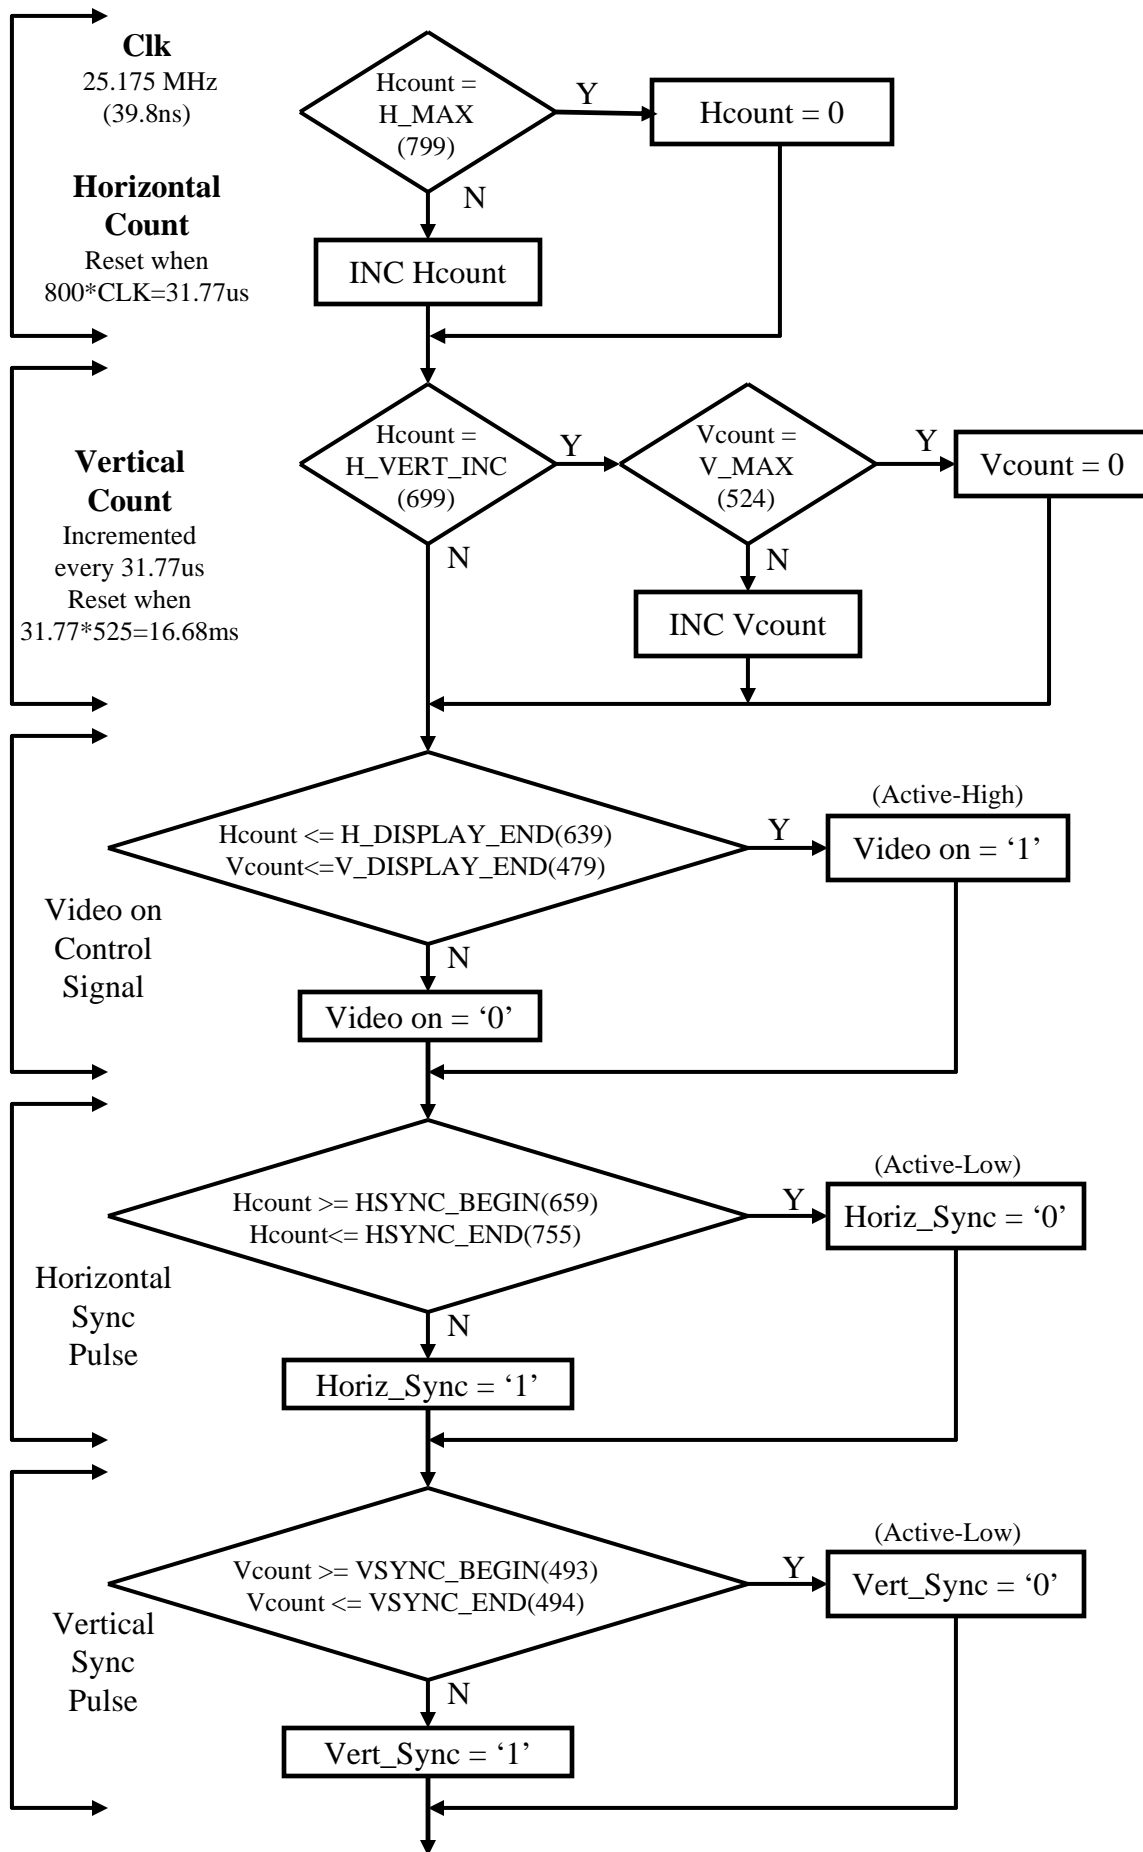 Clk
25.175 MHz
(39.8ns)
Horizontal
Count
Reset when
800*CLK=31.77us
Hcount =
H_MAX
(799)
Y
Hcount = 0
N
INC Hcount
Vertical
Count
Incremented
every 31.77us
Reset when
31.77*525=16.68ms
Hcount =
H_VERT_INC
(699)
Y
Vcount =
V_MAX
(524)
Y
Vcount = 0
N
N
INC Vcount
Video on
Control
Signal
Hcount <= H_DISPLAY_END(639)
Vcount<=V_DISPLAY_END(479)
Y
(Active-High)
Video on = ‘1’
N
Video on = ‘0’
Horizontal
Sync
Pulse
Hcount >= HSYNC_BEGIN(659)
Hcount<= HSYNC_END(755)
Y
(Active-Low)
Horiz_Sync = ‘0’
N
Horiz_Sync = ‘1’
Vertical
Sync
Pulse
Vcount >= VSYNC_BEGIN(493)
Vcount <= VSYNC_END(494)
Y
(Active-Low)
Vert_Sync = ‘0’
N
Vert_Sync = ‘1’